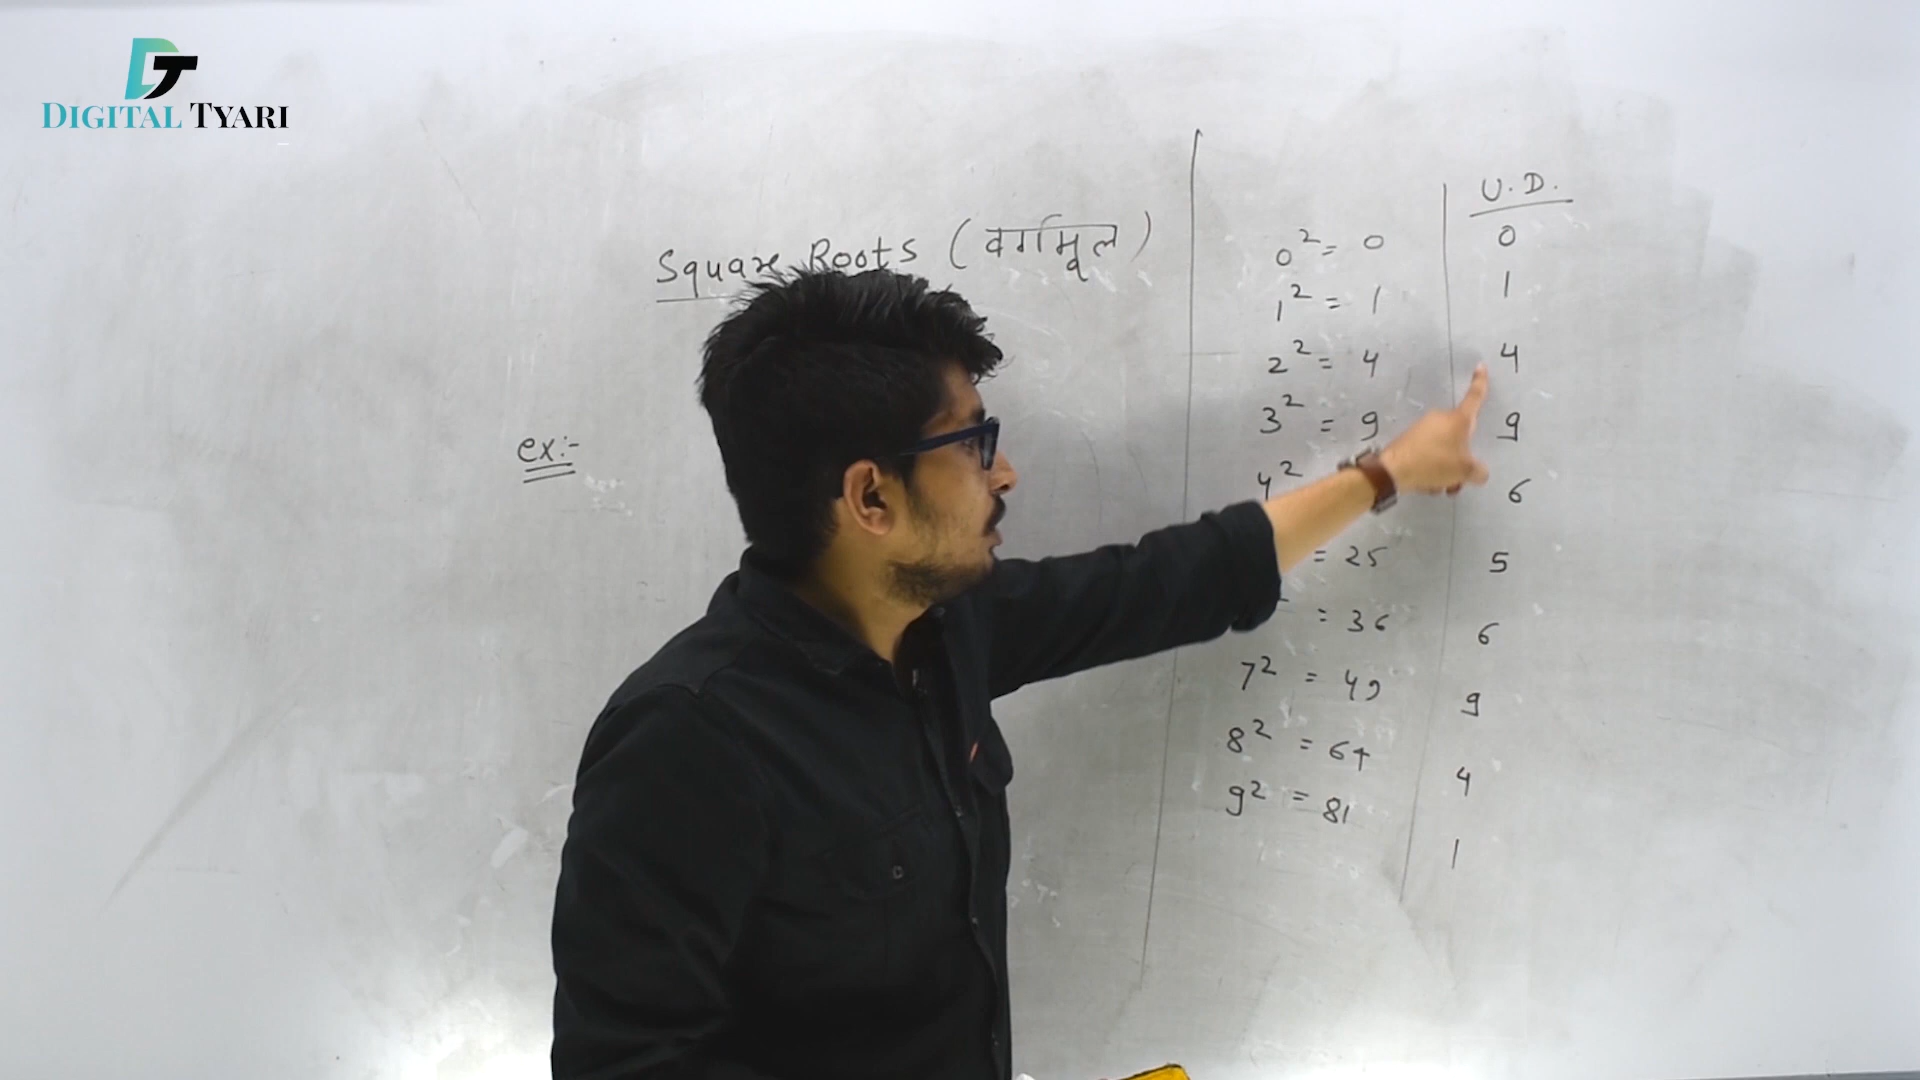 DIGITAL TYARI
Square Roots (वर्गमूल)
ex:-
U.D.
0² = 0 0
1² = 1 1
2² = 4 4
3² = 9 9
4² 6
= 25 5
= 36 6
7² = 49 9
8² = 64 4
9² = 81 1